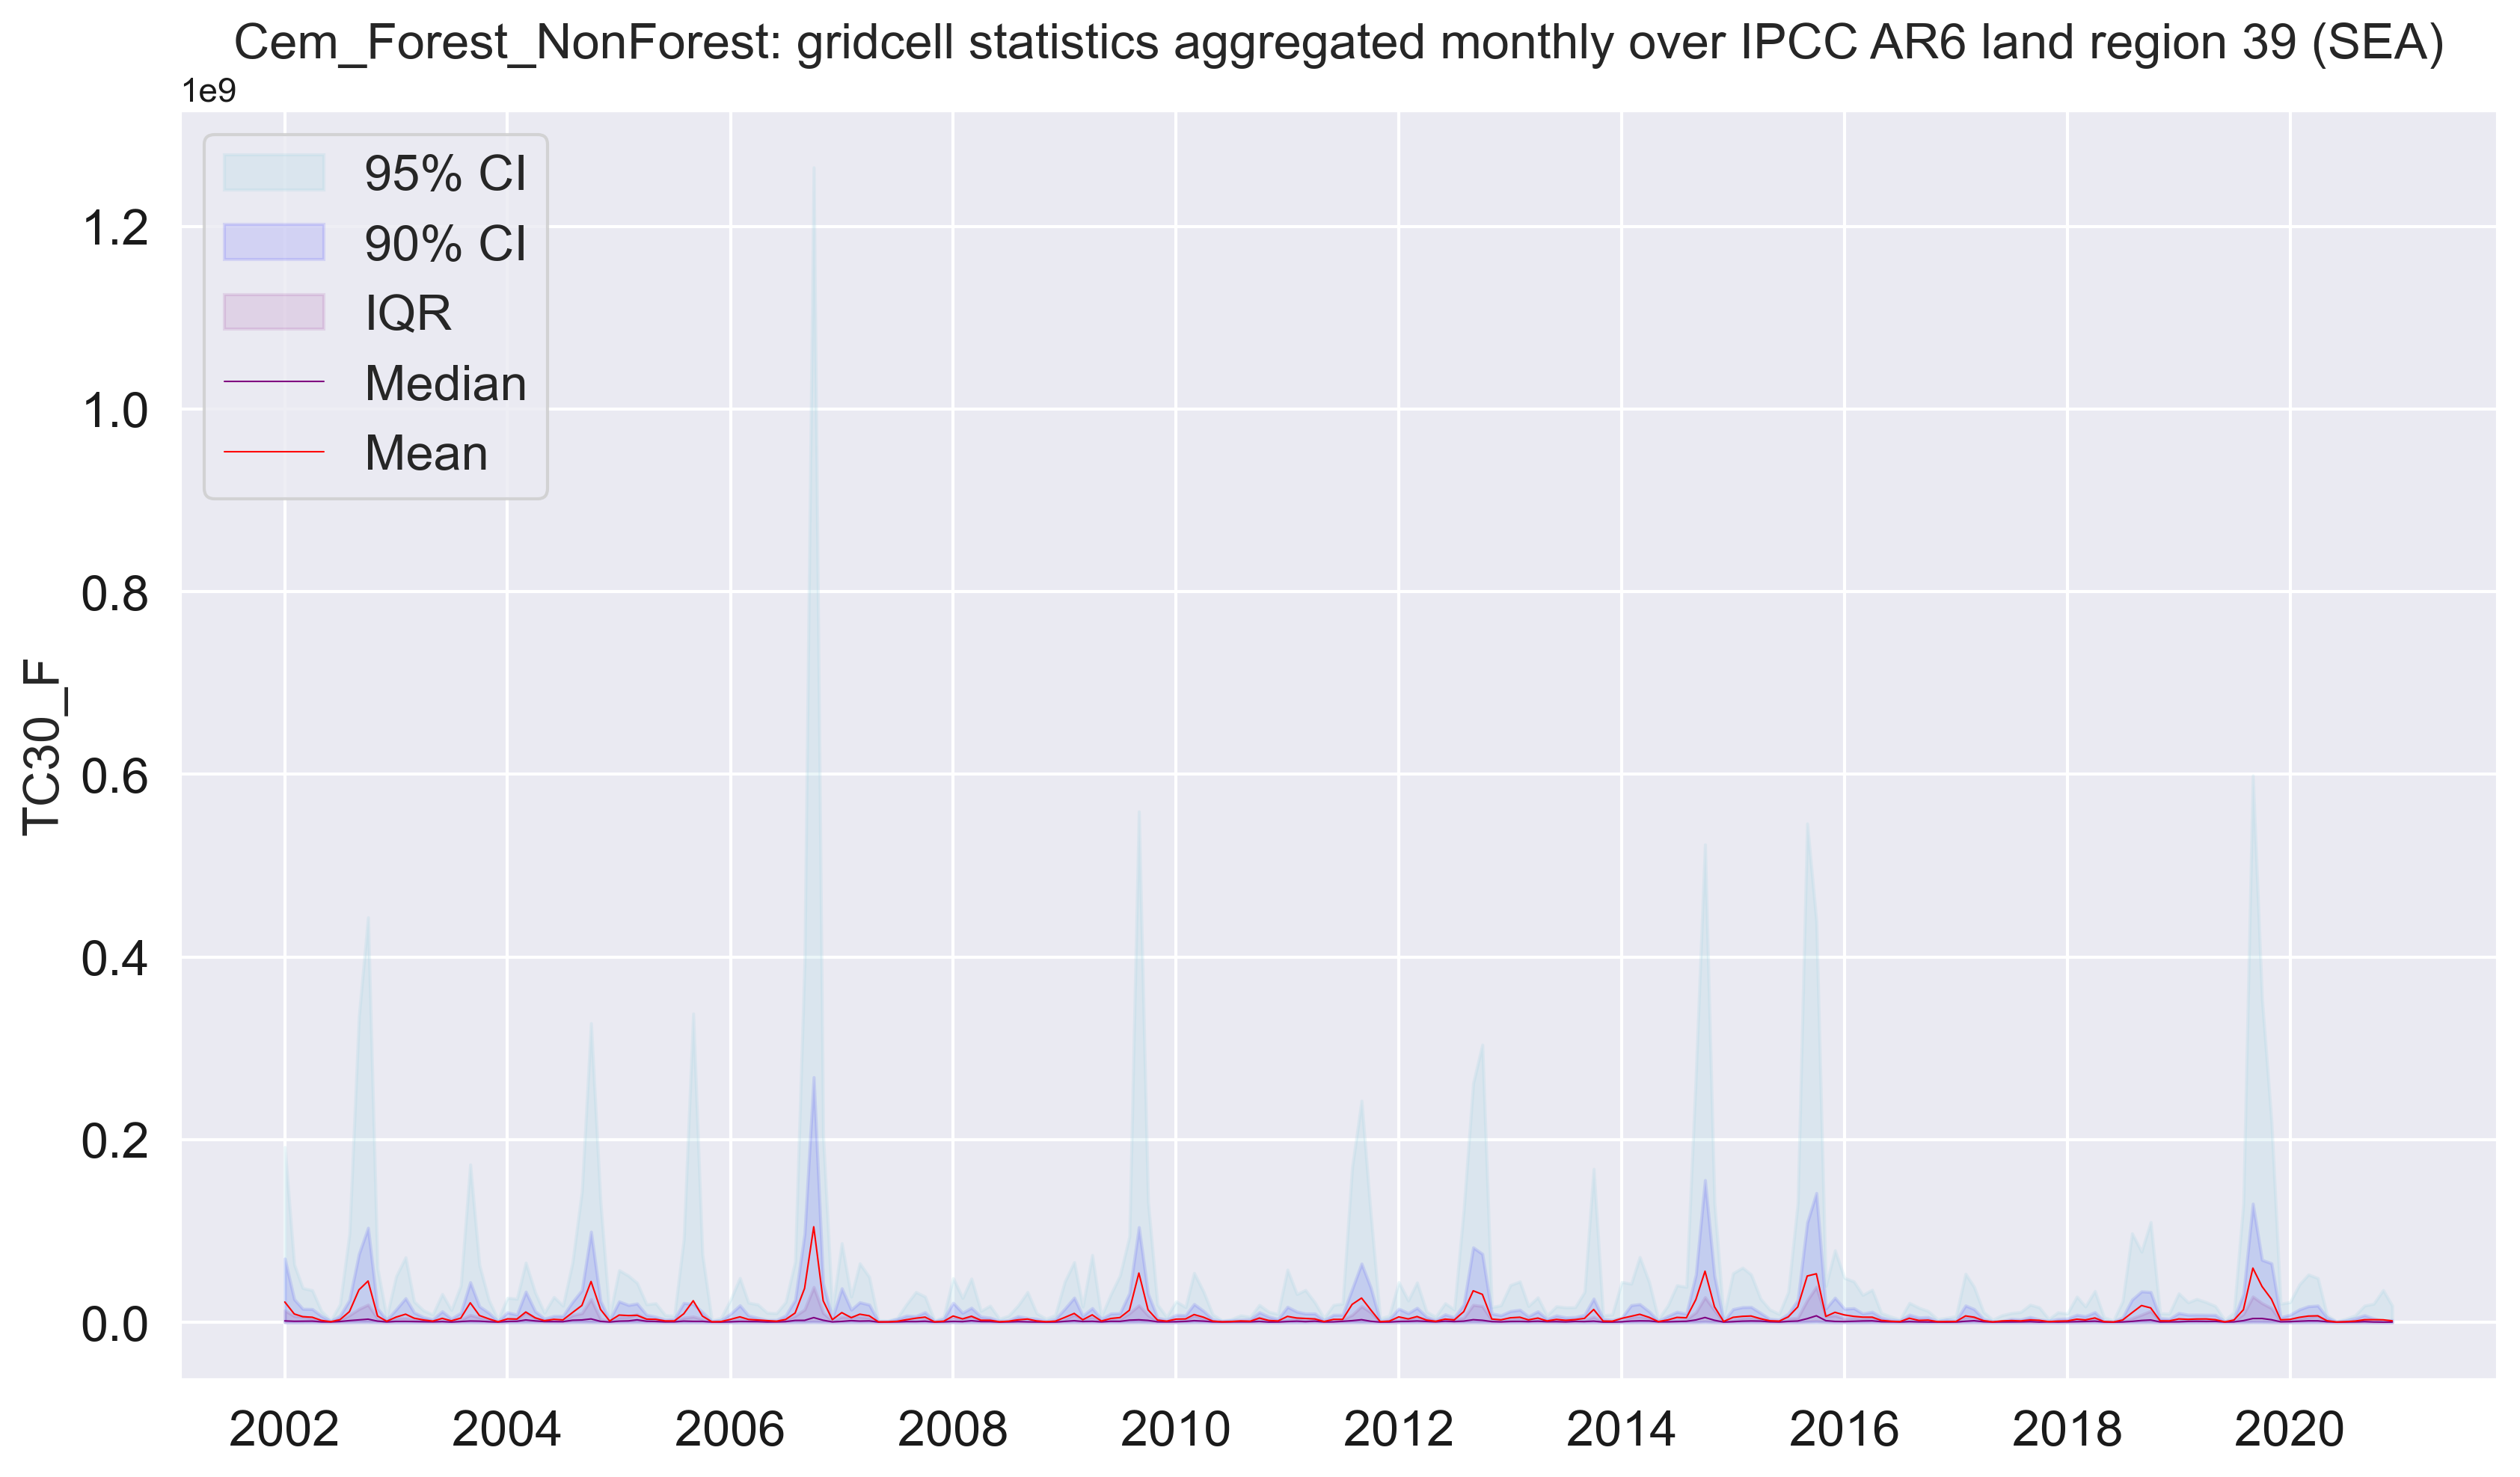 Cem_Forest_NonForest: gridcell statistics aggregated monthly over IPCC AR6 land region 39 (SEA)
1e9
95% CI
90% CI
IQR
Median
Mean
TC30_F
1.2
1.0
0.8
0.6
0.4
0.2
0.0
2002 2004 2006 2008 2010 2012 2014 2016 2018 2020